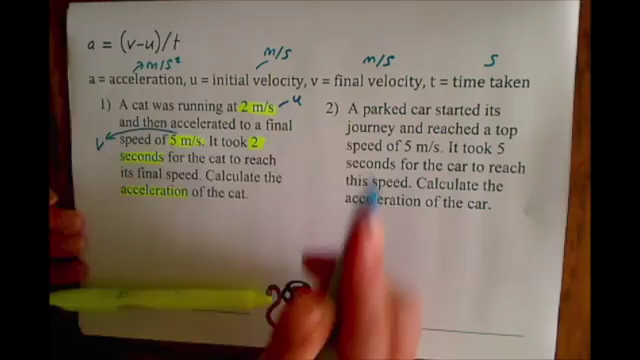 a = (v-u)/t
m/s m/s s
m/s²
a = acceleration, u = initial velocity, v = final velocity, t = time taken
1) A cat was running at 2 m/s u
and then accelerated to a final
v speed of 5 m/s. It took 2
seconds for the cat to reach
its final speed. Calculate the
acceleration of the cat.
2) A parked car started its
journey and reached a top
speed of 5 m/s. It took 5
seconds for the car to reach
this speed. Calculate the
acceleration of the car.